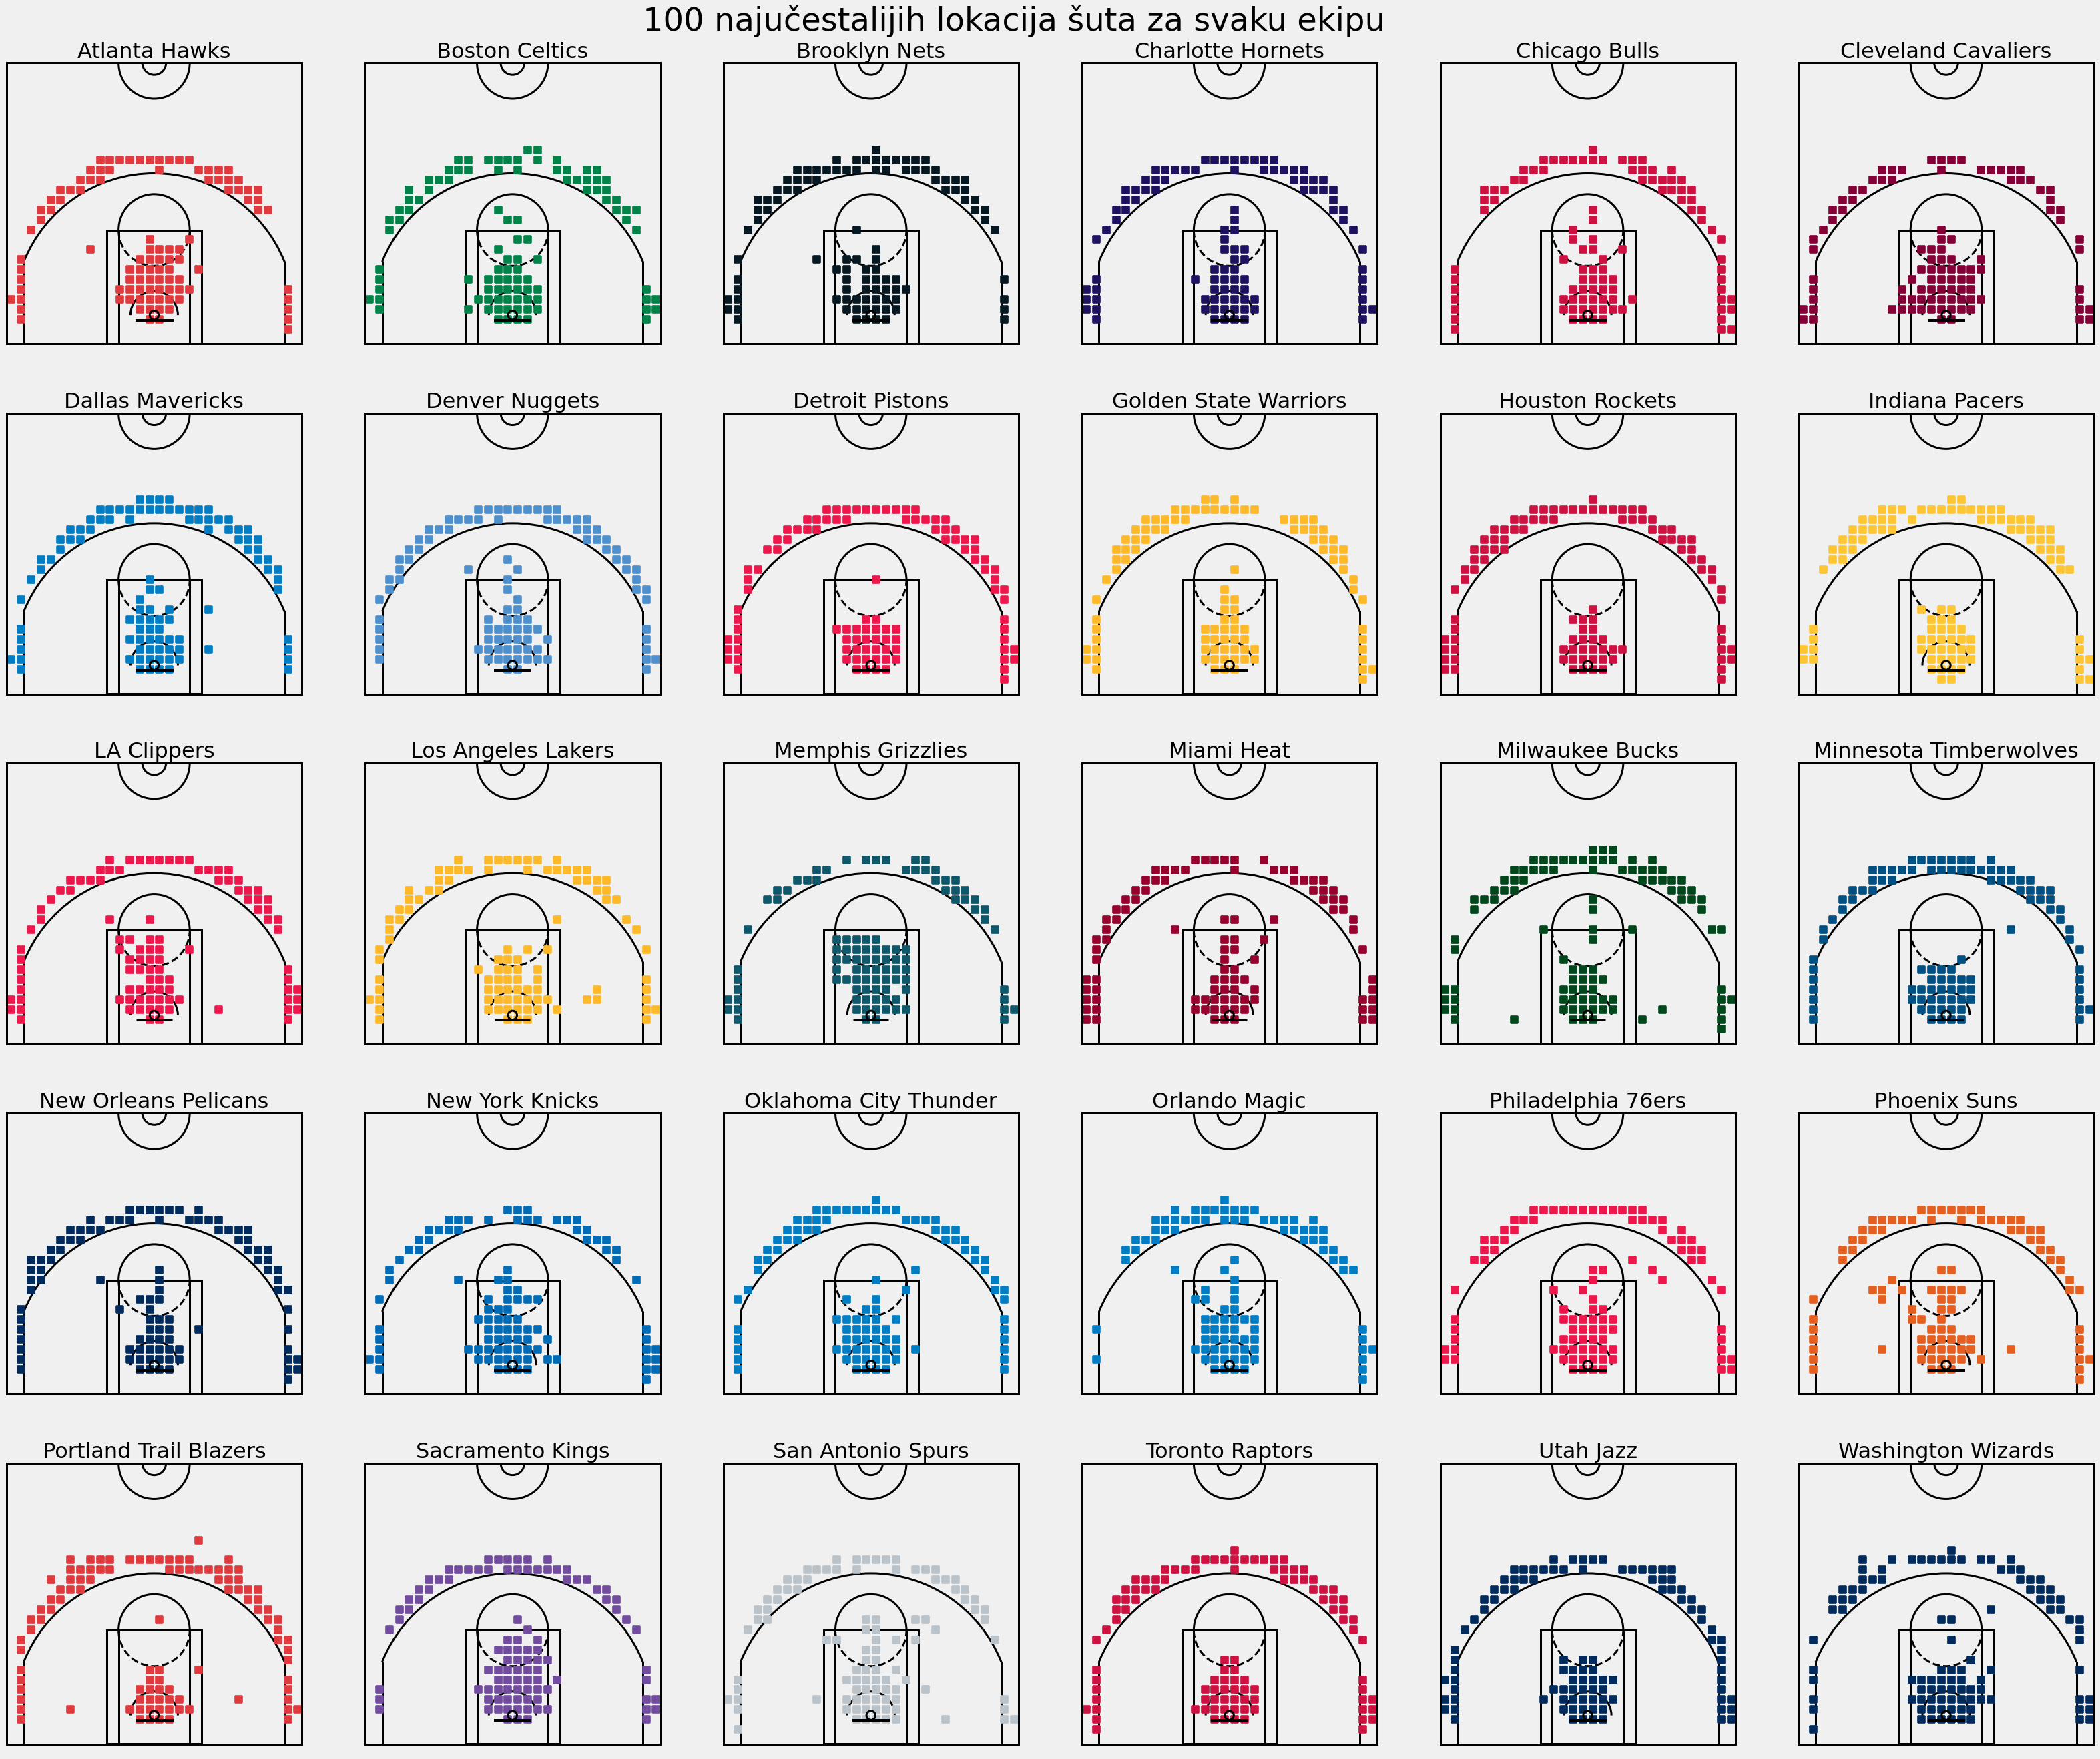 100 najučestalijih lokacija šuta za svaku ekipu
Atlanta Hawks
Boston Celtics
Brooklyn Nets
Charlotte Hornets
Chicago Bulls
Cleveland Cavaliers
Dallas Mavericks
Denver Nuggets
Detroit Pistons
Golden State Warriors
Houston Rockets
Indiana Pacers
LA Clippers
Los Angeles Lakers
Memphis Grizzlies
Miami Heat
Milwaukee Bucks
Minnesota Timberwolves
New Orleans Pelicans
New York Knicks
Oklahoma City Thunder
Orlando Magic
Philadelphia 76ers
Phoenix Suns
Portland Trail Blazers
Sacramento Kings
San Antonio Spurs
Toronto Raptors
Utah Jazz
Washington Wizards